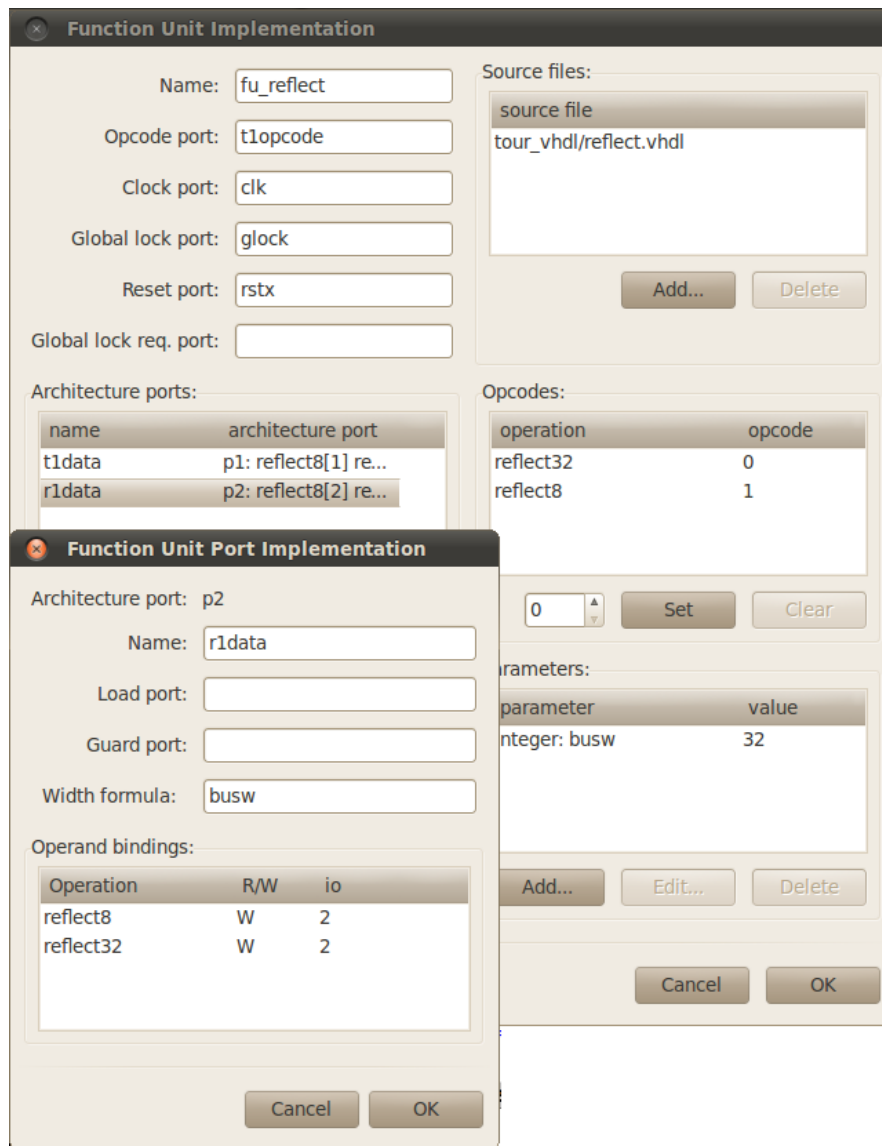 Function Unit Implementation
Name: fu_reflect
Opcode port: t1opcode
Clock port: clk
Global lock port: glock
Reset port: rstx
Global lock req. port:
Source files:
source file
tour_vhdl/reflect.vhdl
Add... Delete
Architecture ports:
name architecture port
t1data p1: reflect8[1] re...
r1data p2: reflect8[2] re...
Opcodes:
operation opcode
reflect32 0
reflect8 1
0 Set Clear
rameters:
parameter value
nteger: busw 32
Add... Edit... Delete
Cancel OK
Function Unit Port Implementation
Architecture port: p2
Name: r1data
Load port:
Guard port:
Width formula: busw
Operand bindings:
Operation R/W io
reflect8 W 2
reflect32 W 2
Cancel OK